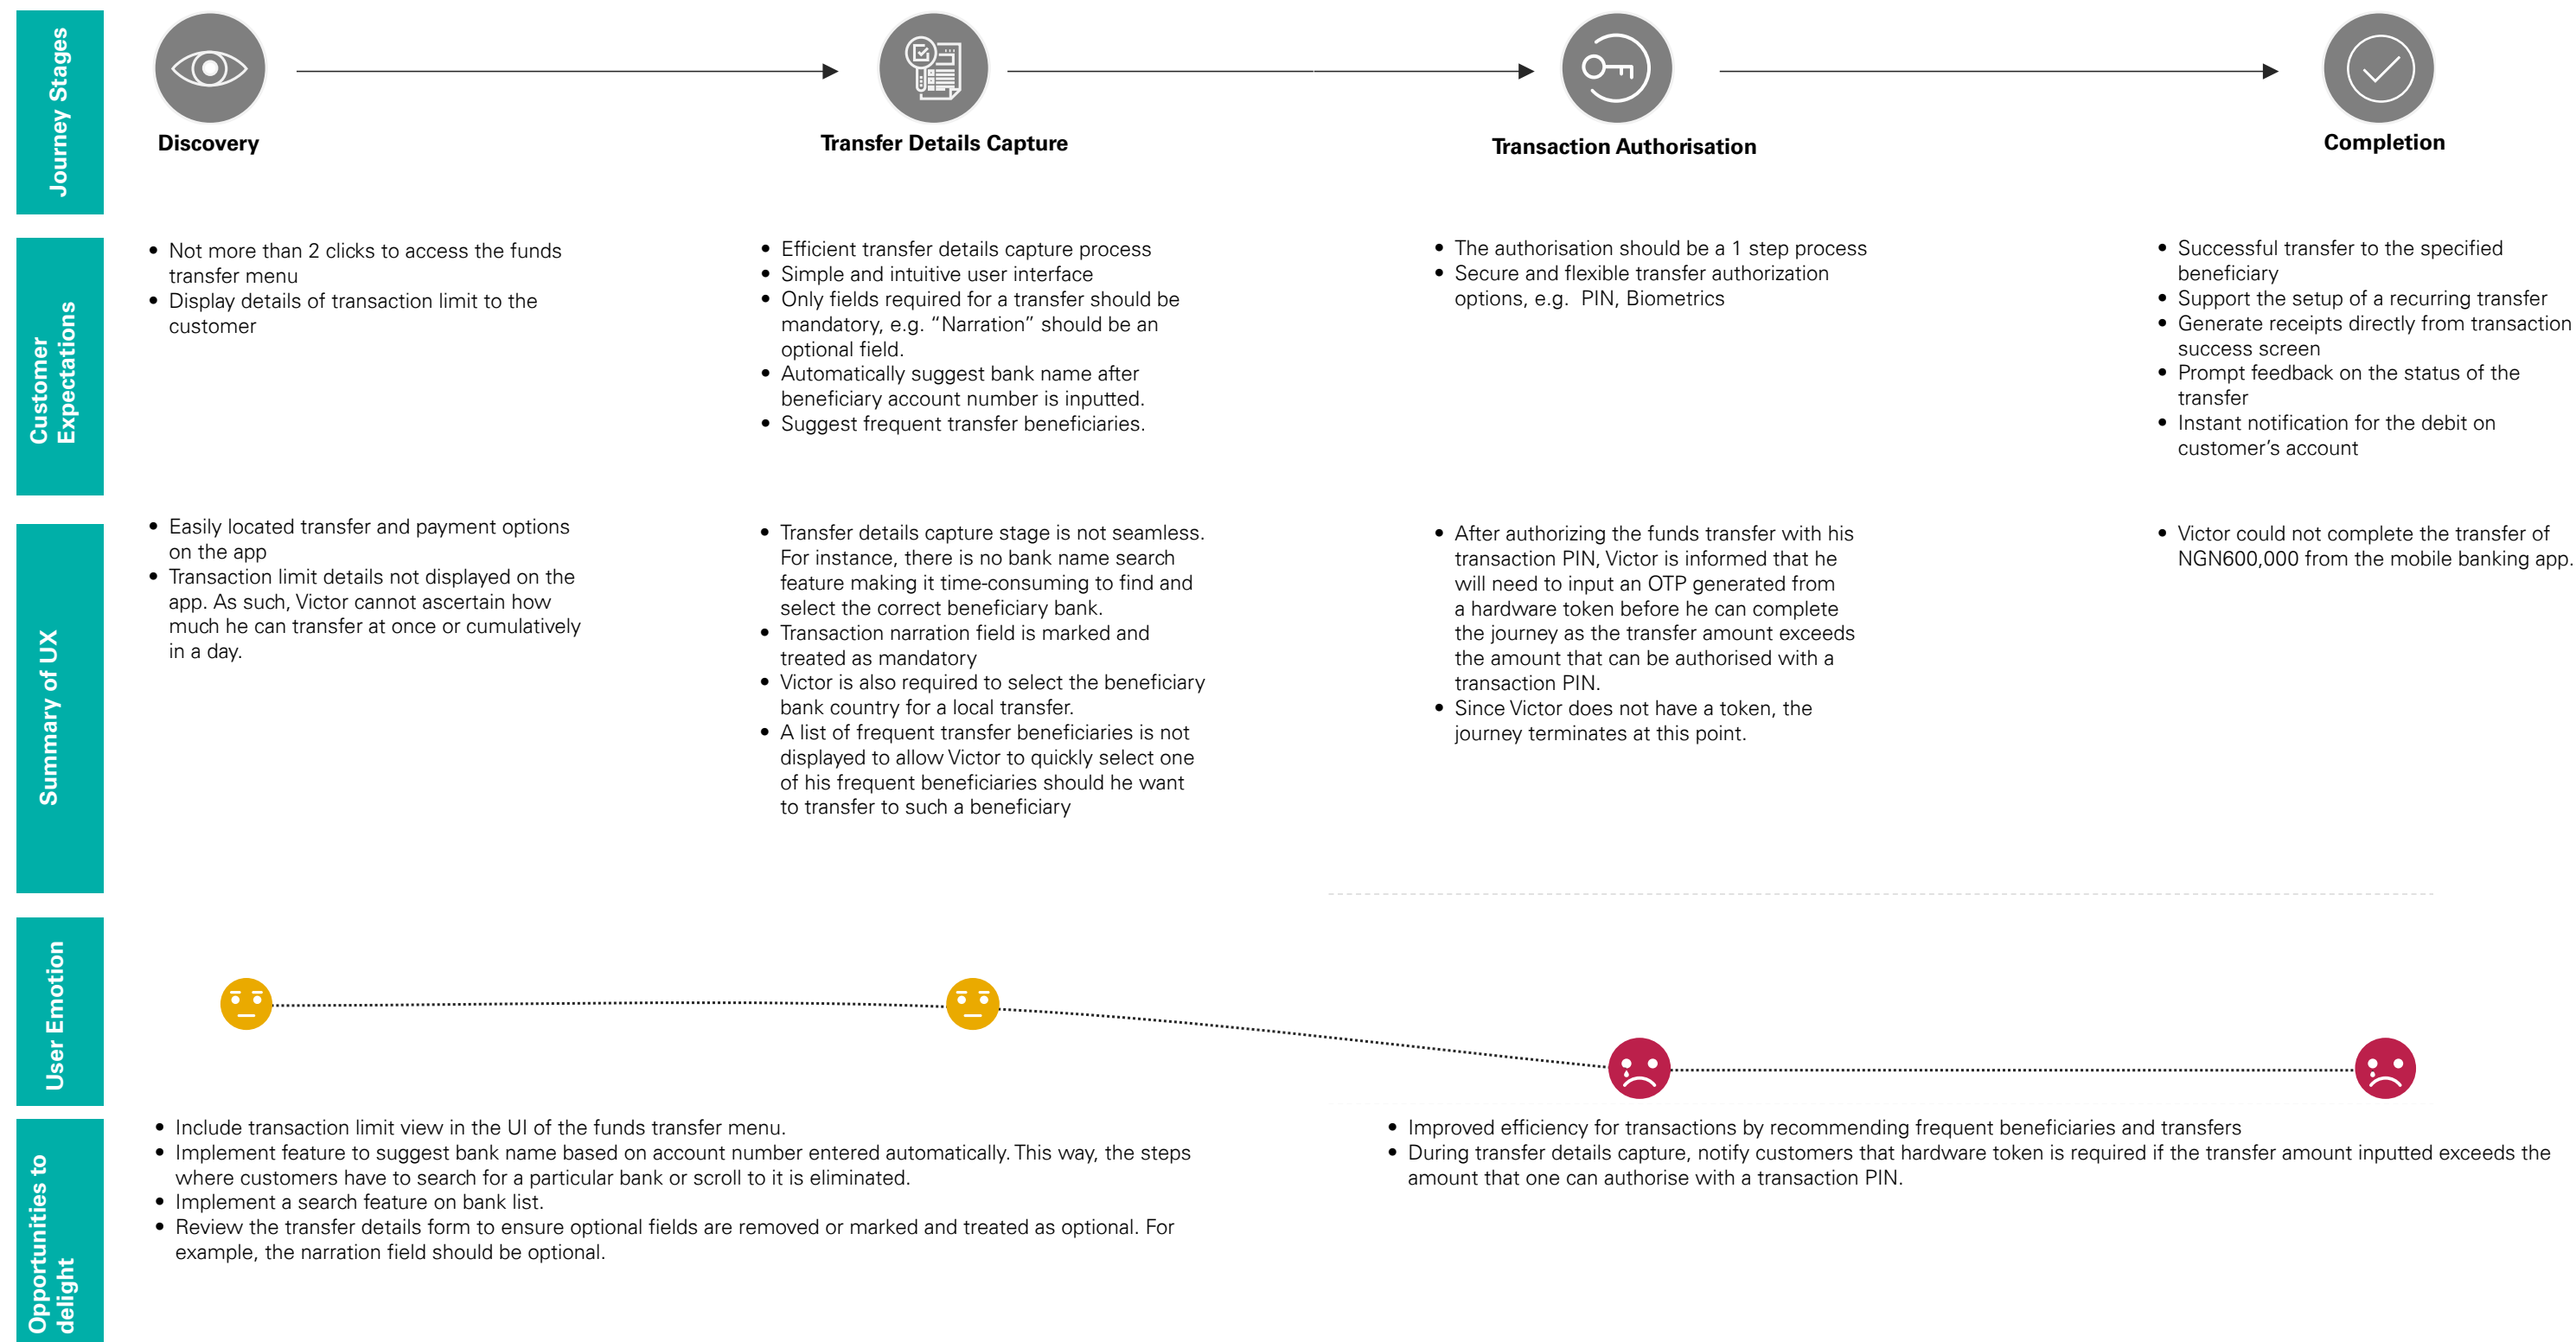 Journey Stages
Discovery
Transfer Details Capture
Transaction Authorisation
Completion
Customer
Expectations
• Not more than 2 clicks to access the funds
transfer menu
• Display details of transaction limit to the
customer
• Efficient transfer details capture process
• Simple and intuitive user interface
• Only fields required for a transfer should be
mandatory, e.g. “Narration” should be an
optional field.
• Automatically suggest bank name after
beneficiary account number is inputted.
• Suggest frequent transfer beneficiaries.
• The authorisation should be a 1 step process
• Secure and flexible transfer authorization
options, e.g. PIN, Biometrics
• Successful transfer to the specified
beneficiary
• Support the setup of a recurring transfer
• Generate receipts directly from transaction
success screen
• Prompt feedback on the status of the
transfer
• Instant notification for the debit on
customer’s account
Summary of UX
• Easily located transfer and payment options
on the app
• Transaction limit details not displayed on the
app. As such, Victor cannot ascertain how
much he can transfer at once or cumulatively
in a day.
• Transfer details capture stage is not seamless.
For instance, there is no bank name search
feature making it time-consuming to find and
select the correct beneficiary bank.
• Transaction narration field is marked and
treated as mandatory
• Victor is also required to select the beneficiary
bank country for a local transfer.
• A list of frequent transfer beneficiaries is not
displayed to allow Victor to quickly select one
of his frequent beneficiaries should he want
to transfer to such a beneficiary
• After authorizing the funds transfer with his
transaction PIN, Victor is informed that he
will need to input an OTP generated from
a hardware token before he can complete
the journey as the transfer amount exceeds
the amount that can be authorised with a
transaction PIN.
• Since Victor does not have a token, the
journey terminates at this point.
• Victor could not complete the transfer of
NGN600,000 from the mobile banking app.
User Emotion
Opportunities to
delight
• Include transaction limit view in the UI of the funds transfer menu.
• Implement feature to suggest bank name based on account number entered automatically. This way, the steps
where customers have to search for a particular bank or scroll to it is eliminated.
• Implement a search feature on bank list.
• Review the transfer details form to ensure optional fields are removed or marked and treated as optional. For
example, the narration field should be optional.
• Improved efficiency for transactions by recommending frequent beneficiaries and transfers
• During transfer details capture, notify customers that hardware token is required if the transfer amount inputted exceeds the
amount that one can authorise with a transaction PIN.